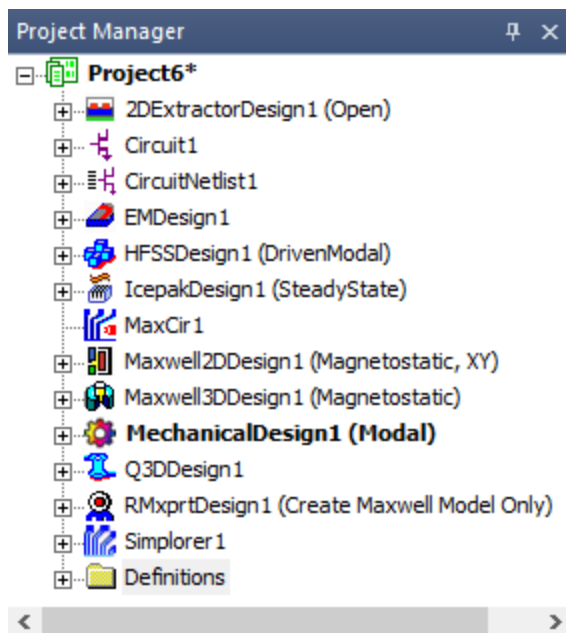 Project Manager
Project6*
2DExtractorDesign1 (Open)
Circuit1
CircuitNetlist1
EMDesign1
HFSSDesign1 (DrivenModal)
IcepakDesign1 (SteadyState)
MaxCir1
Maxwell2DDesign1 (Magnetostatic, XY)
Maxwell3DDesign1 (Magnetostatic)
MechanicalDesign1 (Modal)
Q3DDesign1
RMxprtDesign1 (Create Maxwell Model Only)
Simplorer1
Definitions